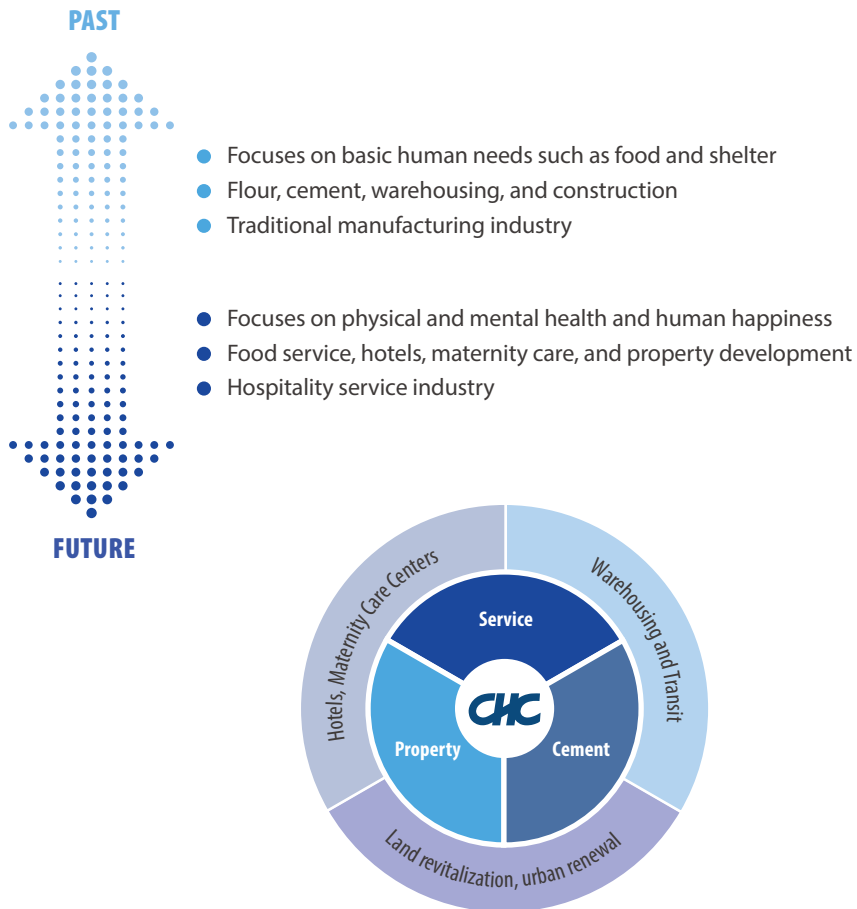 PAST
Focuses on basic human needs such as food and shelter
Flour, cement, warehousing, and construction
Traditional manufacturing industry
Focuses on physical and mental health and human happiness
Food service, hotels, maternity care, and property development
Hospitality service industry
FUTURE
Hotels, Maternity Care Centers
Warehousing and Transit
Service
CHC
Property
Cement
Land revitalization, urban renewal